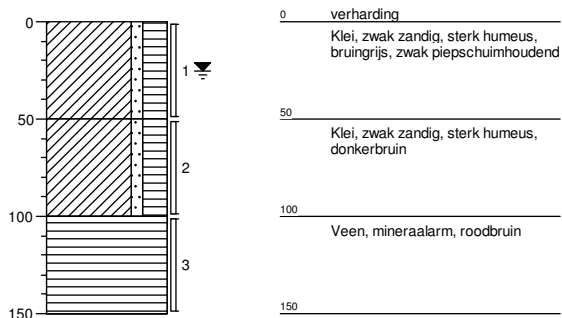 0
50
100
150
1
2
3
0 verharding
Klei, zwak zandig, sterk humeus,
bruingrijs, zwak piepschuimhoudend
50
Klei, zwak zandig, sterk humeus,
donkerbruin
100
Veen, mineraalarm, roodbruin
150